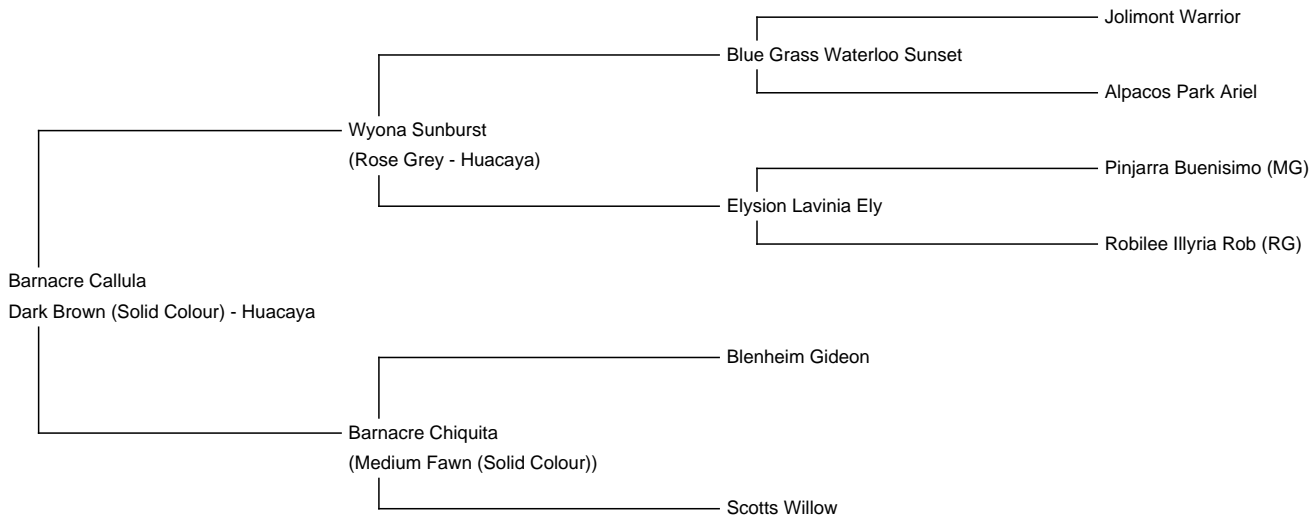 Jolimont Warrior
Blue Grass Waterloo Sunset
Alpacos Park Ariel
Wyona Sunburst
(Rose Grey - Huacaya)
Pinjarra Buenisimo (MG)
Elysion Lavinia Ely
Robilee Illyria Rob (RG)
Barnacre Callula
Dark Brown (Solid Colour) - Huacaya
Blenheim Gideon
Barnacre Chiquita
(Medium Fawn (Solid Colour))
Scotts Willow